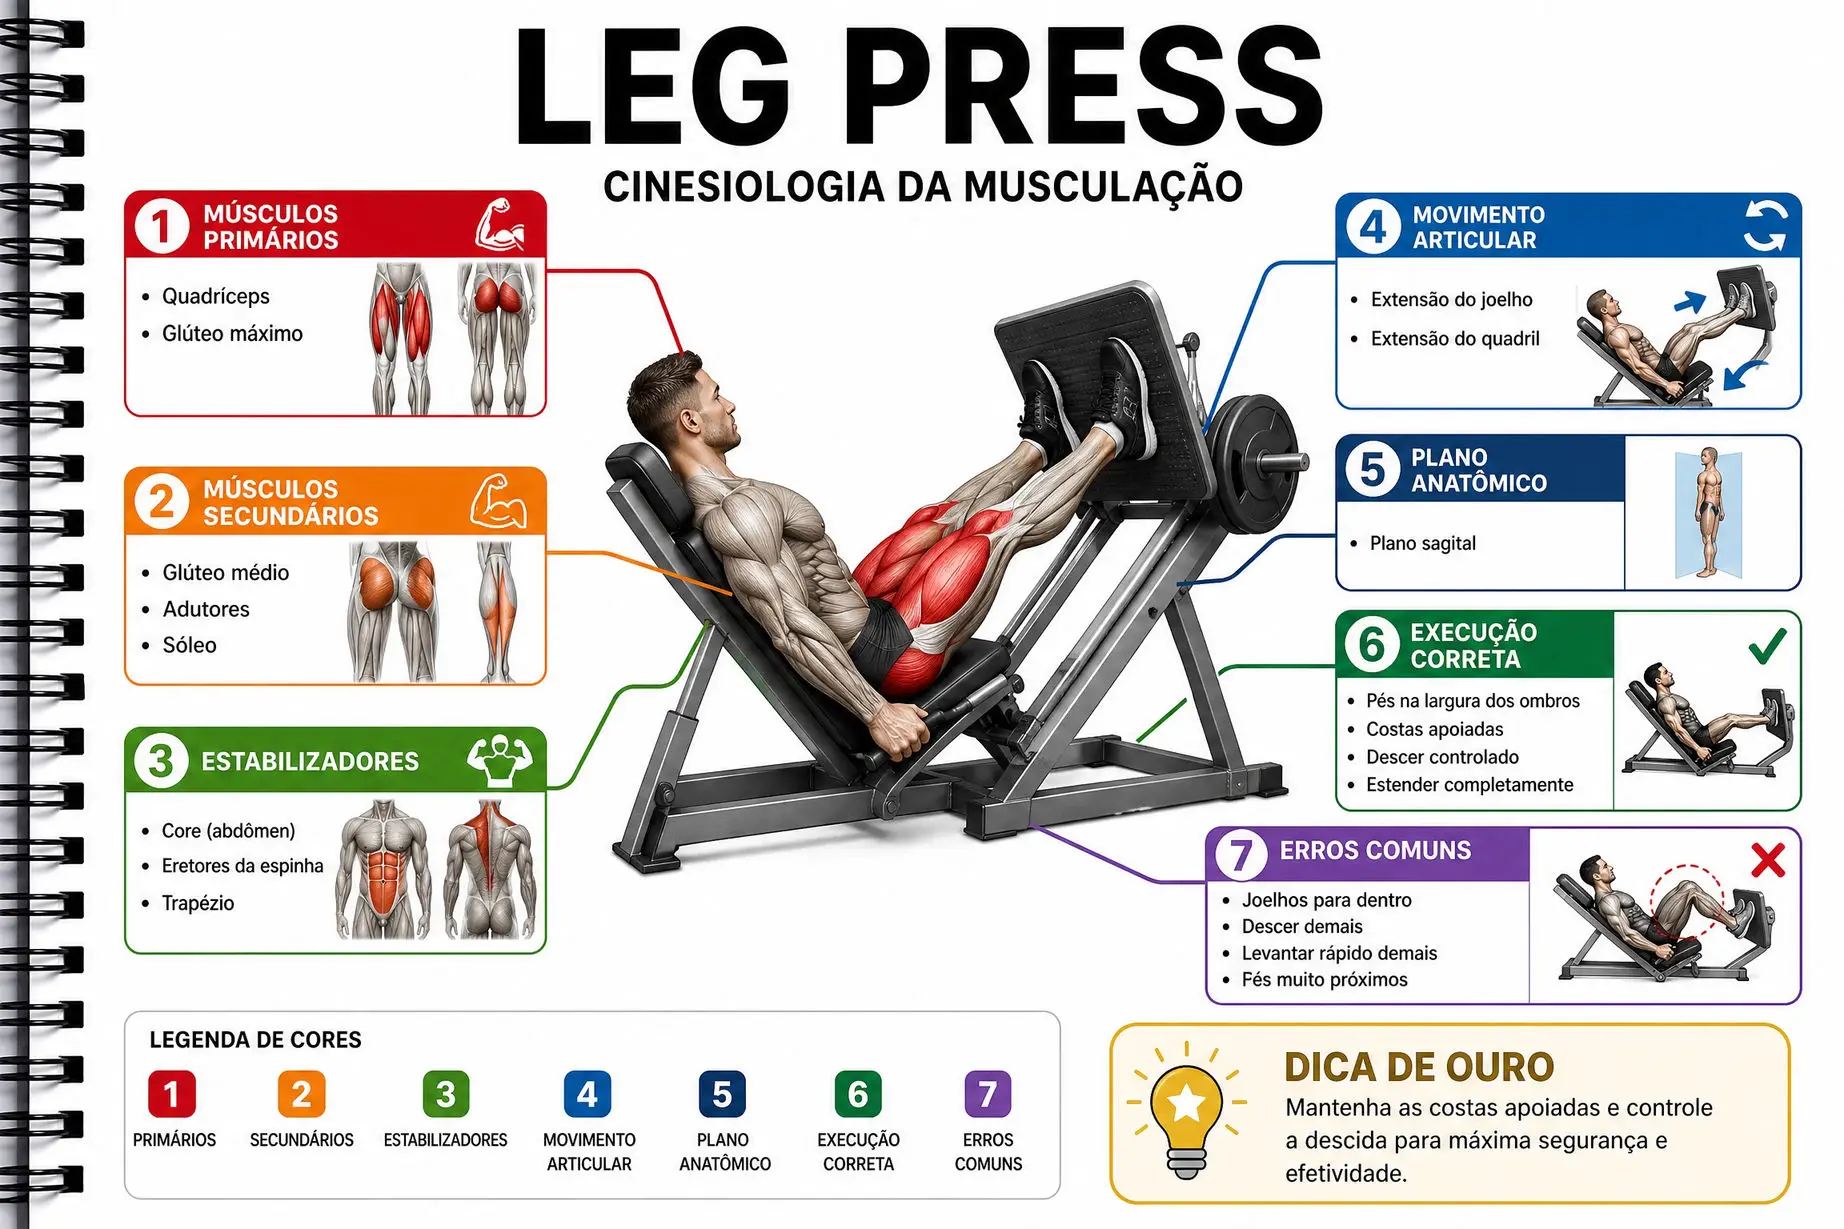 LEG PRESS
CINESIOLOGIA DA MUSCULAÇÃO
1 MÚSCULOS
PRIMÁRIOS
• Quadríceps
• Glúteo máximo
2 MÚSCULOS
SECUNDÁRIOS
• Glúteo médio
• Adutores
• Sóleo
3 ESTABILIZADORES
• Core (abdômen)
• Eretores da espinha
• Trapézio
4 MOVIMENTO
ARTICULAR
• Extensão do joelho
• Extensão do quadril
5 PLANO
ANATÔMICO
• Plano sagital
6 EXECUÇÃO
CORRETA
• Pés na largura dos ombros
• Costas apoiadas
• Descer controlado
• Estender completamente
7 ERROS COMUNS
• Joelhos para dentro
• Descer demais
• Levantar rápido demais
• Fés muito próximos
LEGENDA DE CORES
1
PRIMÁRIOS
2
SECUNDÁRIOS
3
ESTABILIZADORES
4
MOVIMENTO
ARTICULAR
5
PLANO
ANATÔMICO
6
EXECUÇÃO
CORRETA
7
ERROS
COMUNS
DICA DE OURO
Mantenha as costas apoiadas e controle
a descida para máxima segurança e
efetividade.